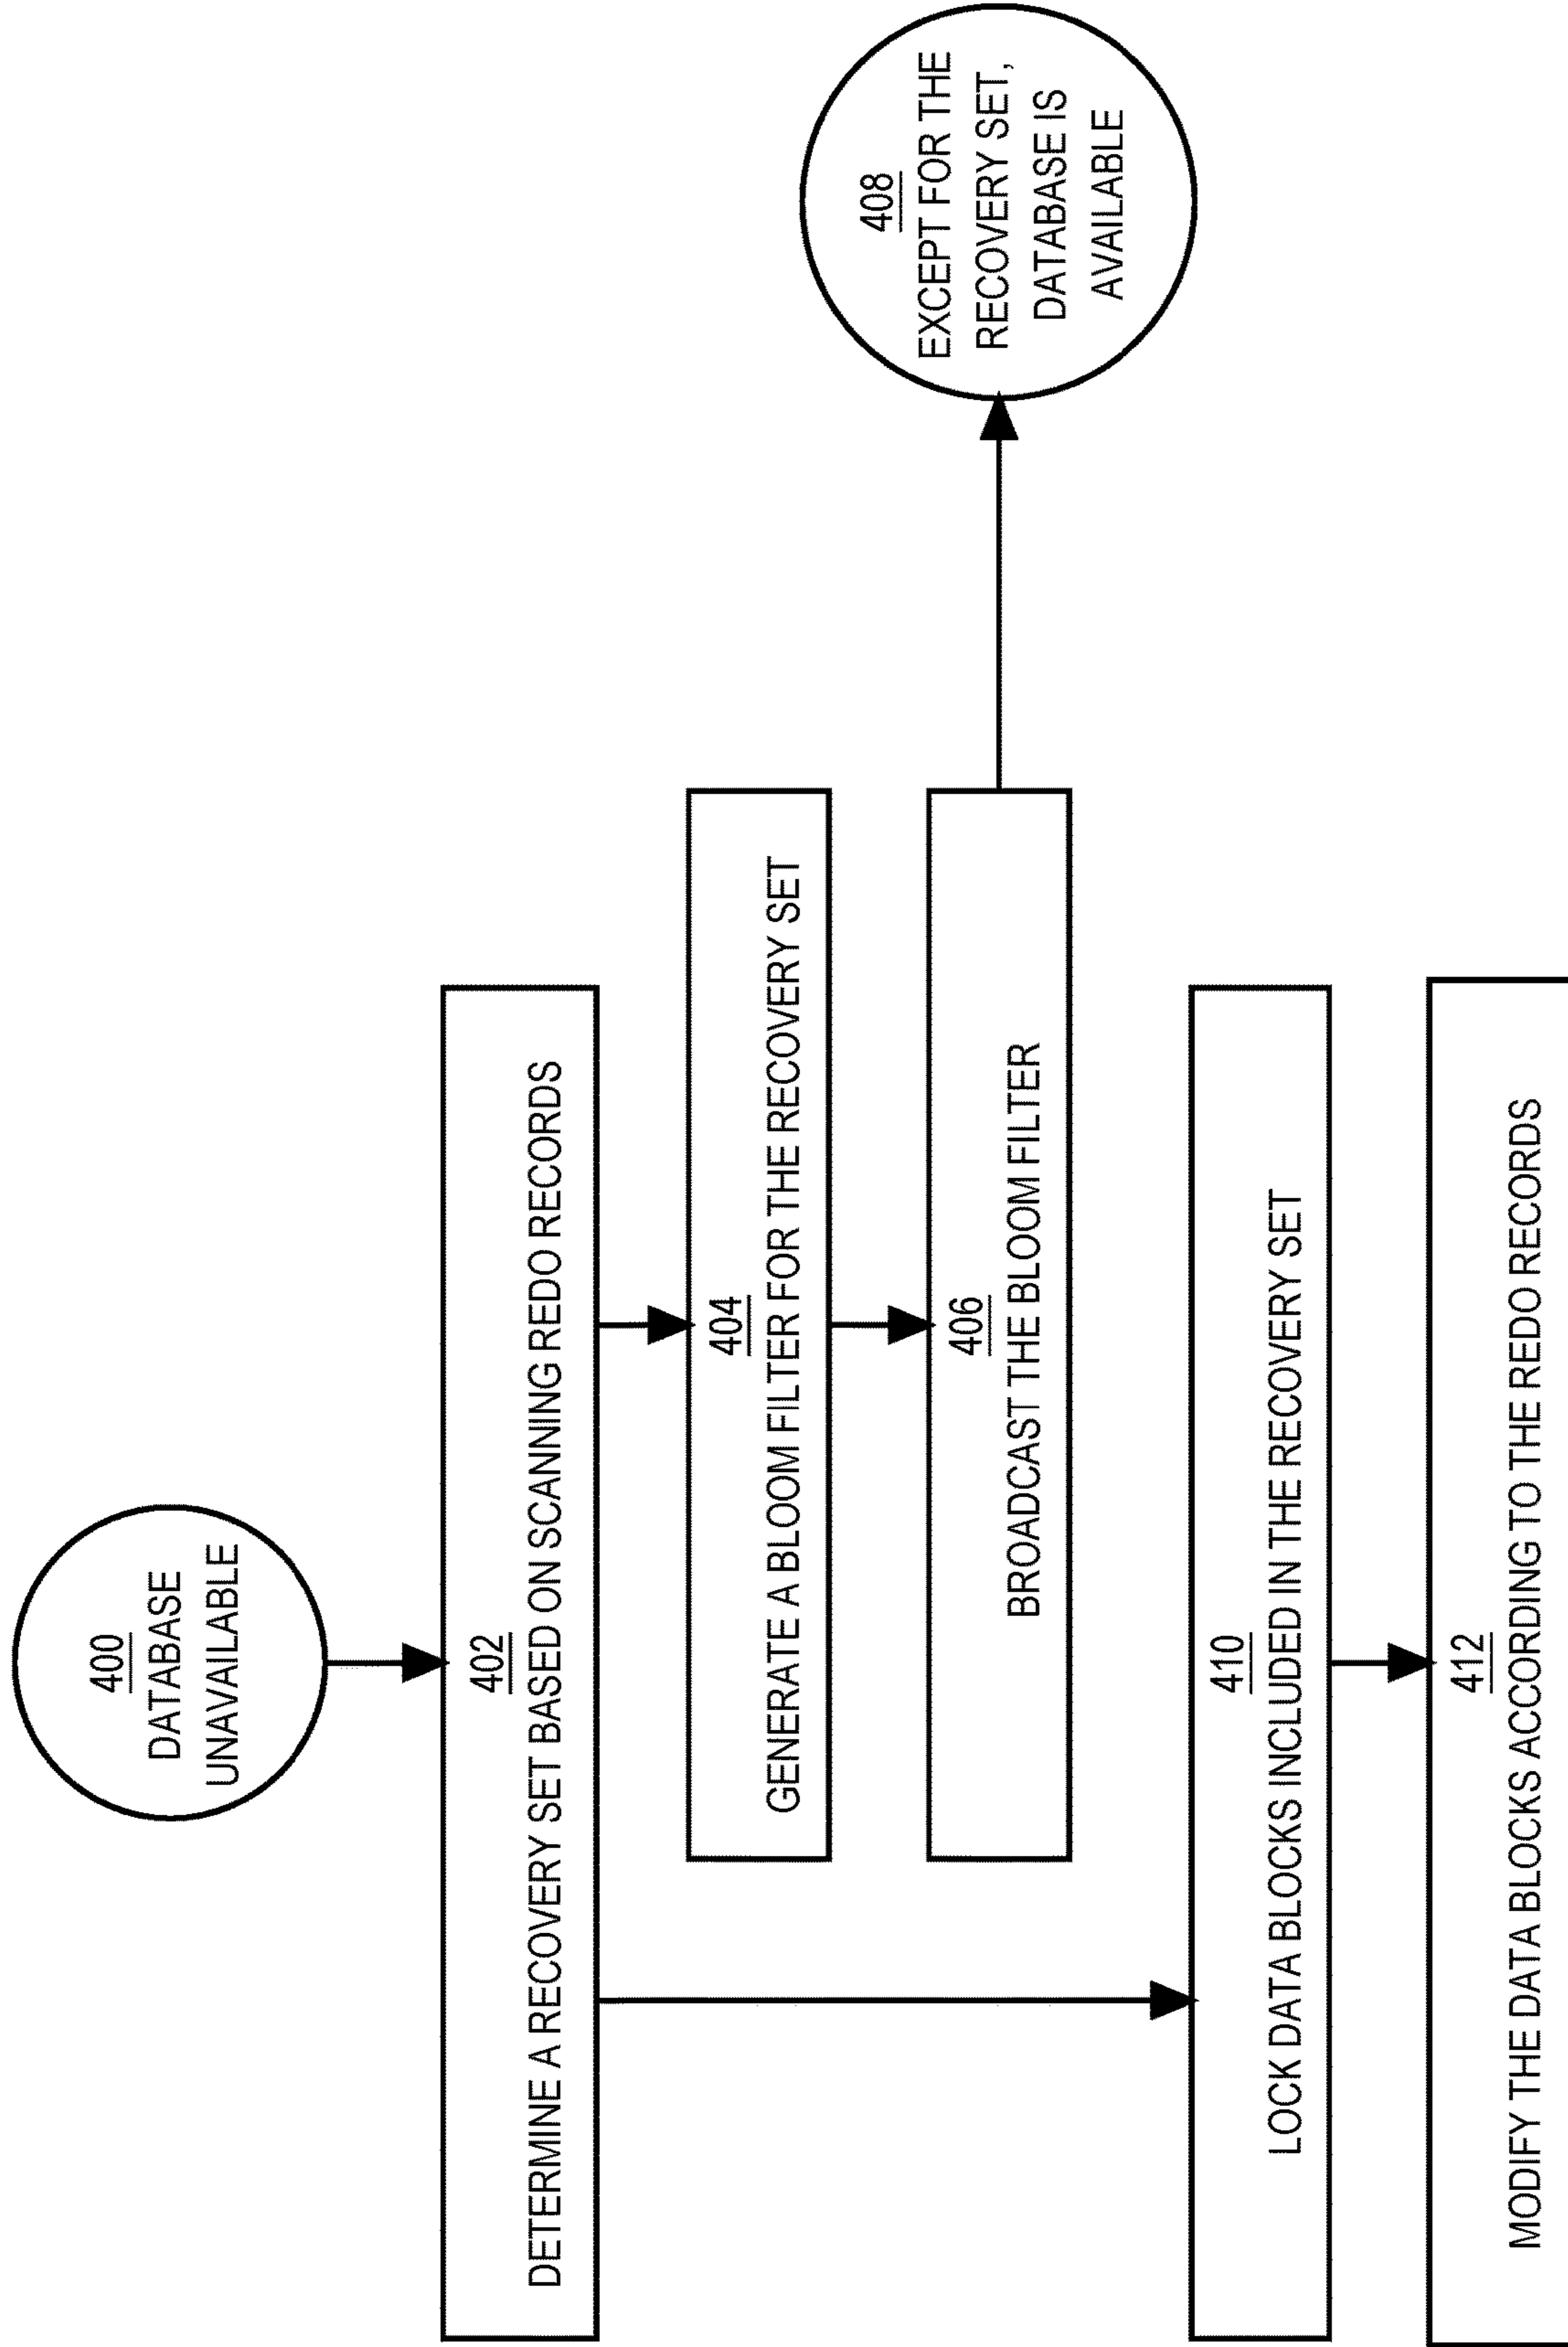 400
DATABASE
UNAVAILABLE
402
DETERMINE A RECOVERY SET BASED ON SCANNING REDO RECORDS
404
GENERATE A BLOOM FILTER FOR THE RECOVERY SET
406
BROADCAST THE BLOOM FILTER
408
EXCEPT FOR THE
RECOVERY SET,
DATABASE IS
AVAILABLE
410
LOCK DATA BLOCKS INCLUDED IN THE RECOVERY SET
412
MODIFY THE DATA BLOCKS ACCORDING TO THE REDO RECORDS